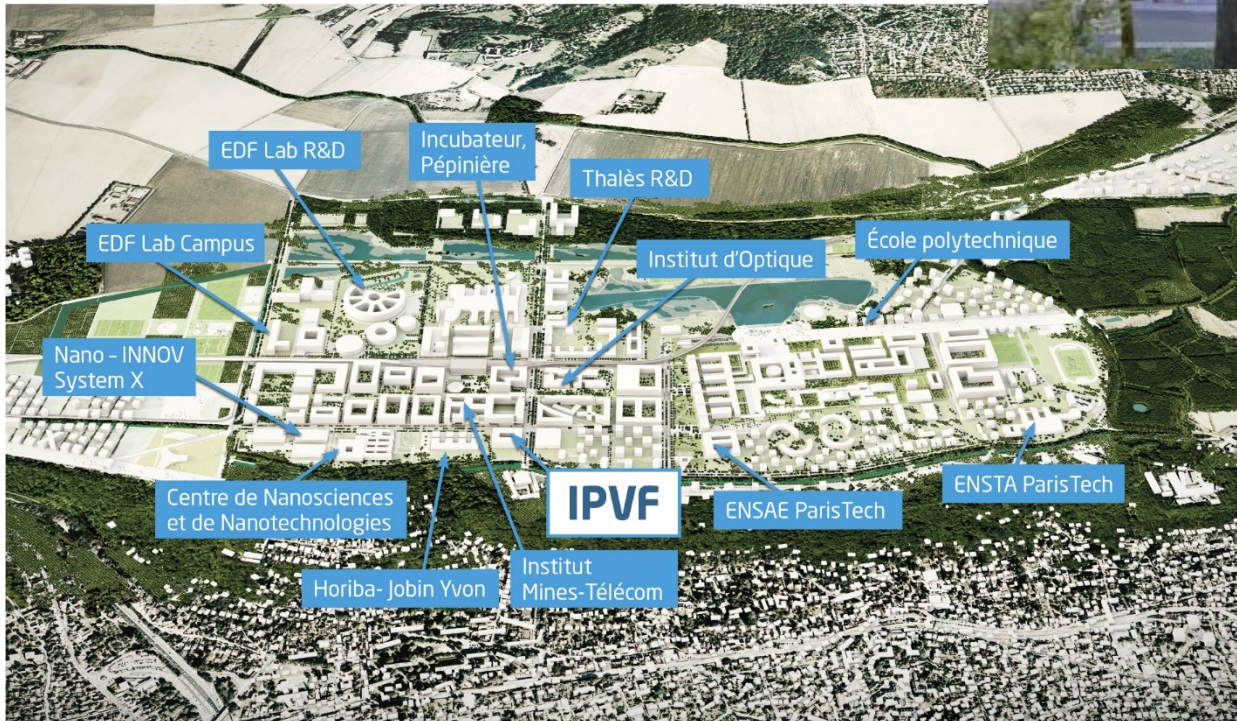 EDF Lab R&D
Incubateur,
Pépinière
Thalès R&D
EDF Lab Campus
Institut d'Optique
École polytechnique
Nano - INNOV
System X
Centre de Nanosciences
et de Nanotechnologies
IPVF
ENSAE ParisTech
ENSTA ParisTech
Horiba- Jobin Yvon
Institut
Mines-Télécom